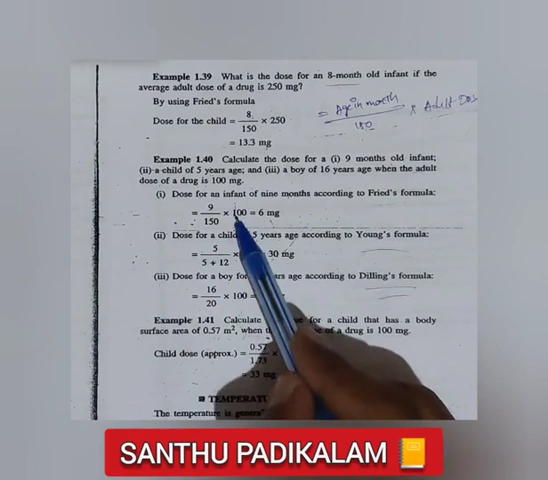 Example 1.39 What is the dose for an 8-month old infant if the
average adult dose of a drug is 250 mg?
By using Fried's formula
= Age in month / 150 × Adult Dos
Dose for the child = 8 / 150 × 250
= 13.3 mg
Example 1.40 Calculate the dose for a (i) 9 months old infant;
(ii) a child of 5 years age; and (iii) a boy of 16 years age when the adult
dose of a drug is 100 mg.
(i) Dose for an infant of nine months according to Fried's formula:
= 9 / 150 × 100 = 6 mg
(ii) Dose for a child 5 years age according to Young's formula:
= 5 / 5 + 12 × 30 mg
(iii) Dose for a boy age according to Dilling's formula:
= 16 / 20 × 100 =
Example 1.41 Calculate for a child that has a body
surface area of 0.57 m², when of a drug is 100 mg.
Child dose (approx.) = 0.57 / 1.73 ×
= 33 mg
TEMPERAT
The temperature is genera
SANTHU PADIKALAM